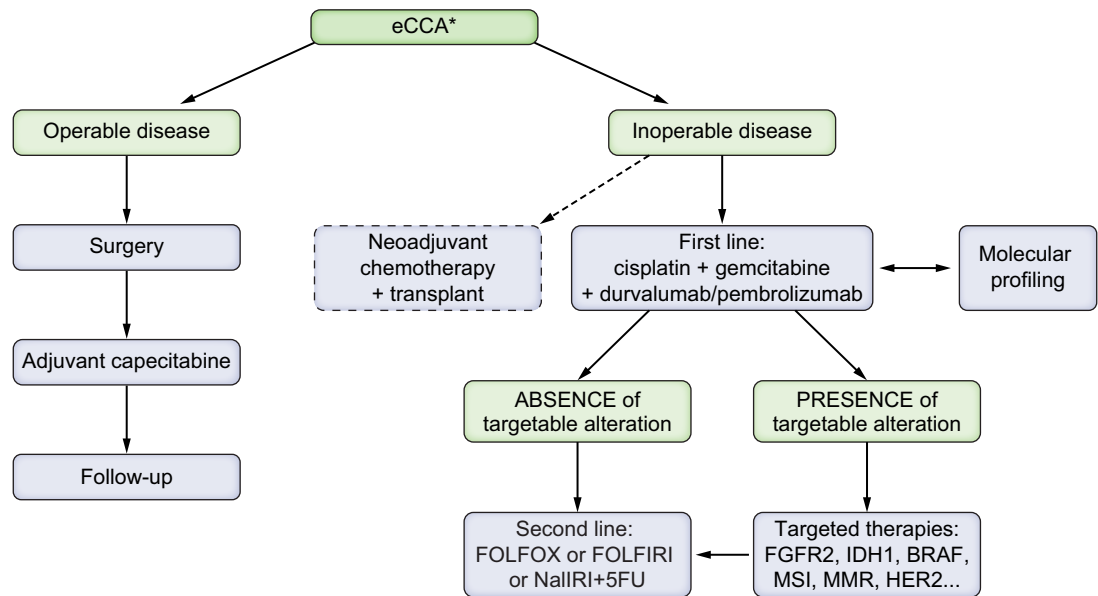 eCCA*
Operable disease
Inoperable disease
Surgery
Neoadjuvant
chemotherapy
+ transplant
First line:
cisplatin + gemcitabine
+ durvalumab/pembrolizumab
Molecular
profiling
Adjuvant capecitabine
ABSENCE of
targetable alteration
PRESENCE of
targetable alteration
Follow-up
Second line:
FOLFOX or FOLFIRI
or NalIRI+5FU
Targeted therapies:
FGFR2, IDH1, BRAF,
MSI, MMR, HER2...